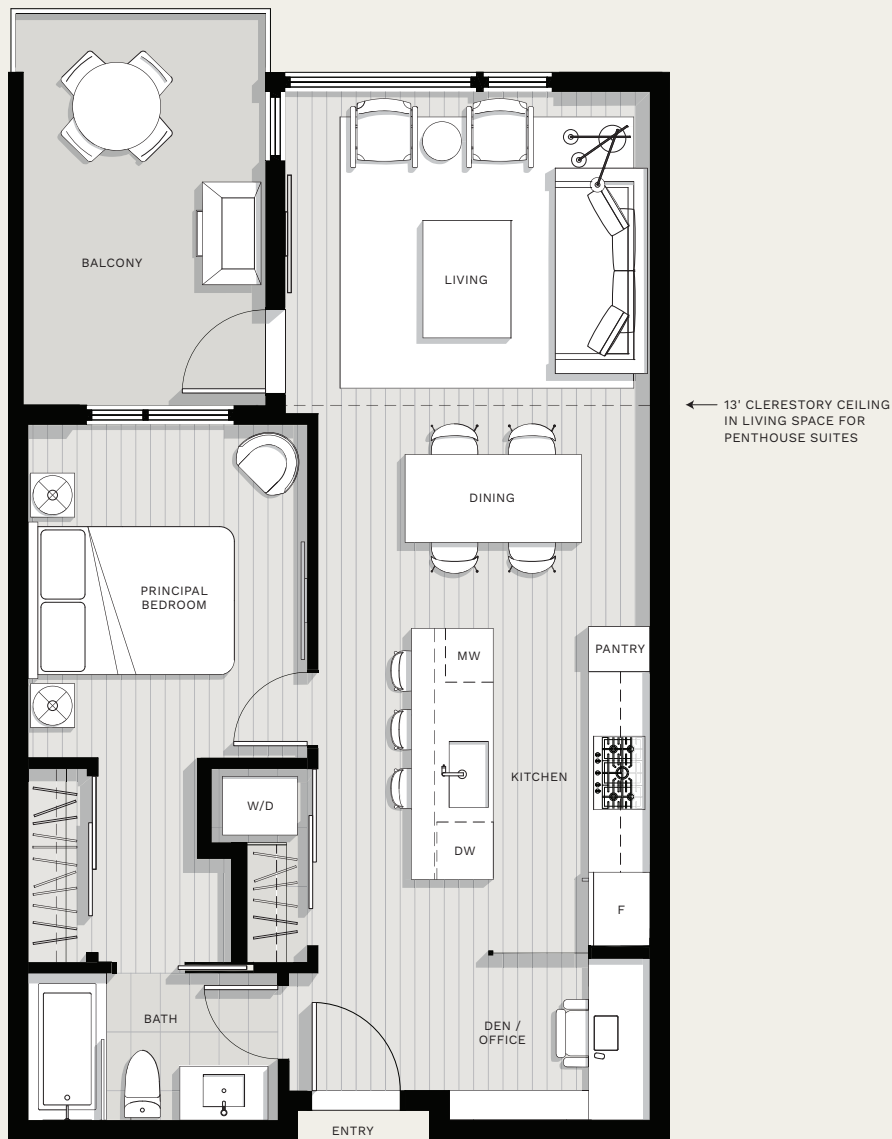 BALCONY
LIVING
13' CLERESTORY CEILING
IN LIVING SPACE FOR
PENTHOUSE SUITES
DINING
PRINCIPAL
BEDROOM
PANTRY
MW
KITCHEN
W/D
DW
F
BATH
DEN /
OFFICE
ENTRY